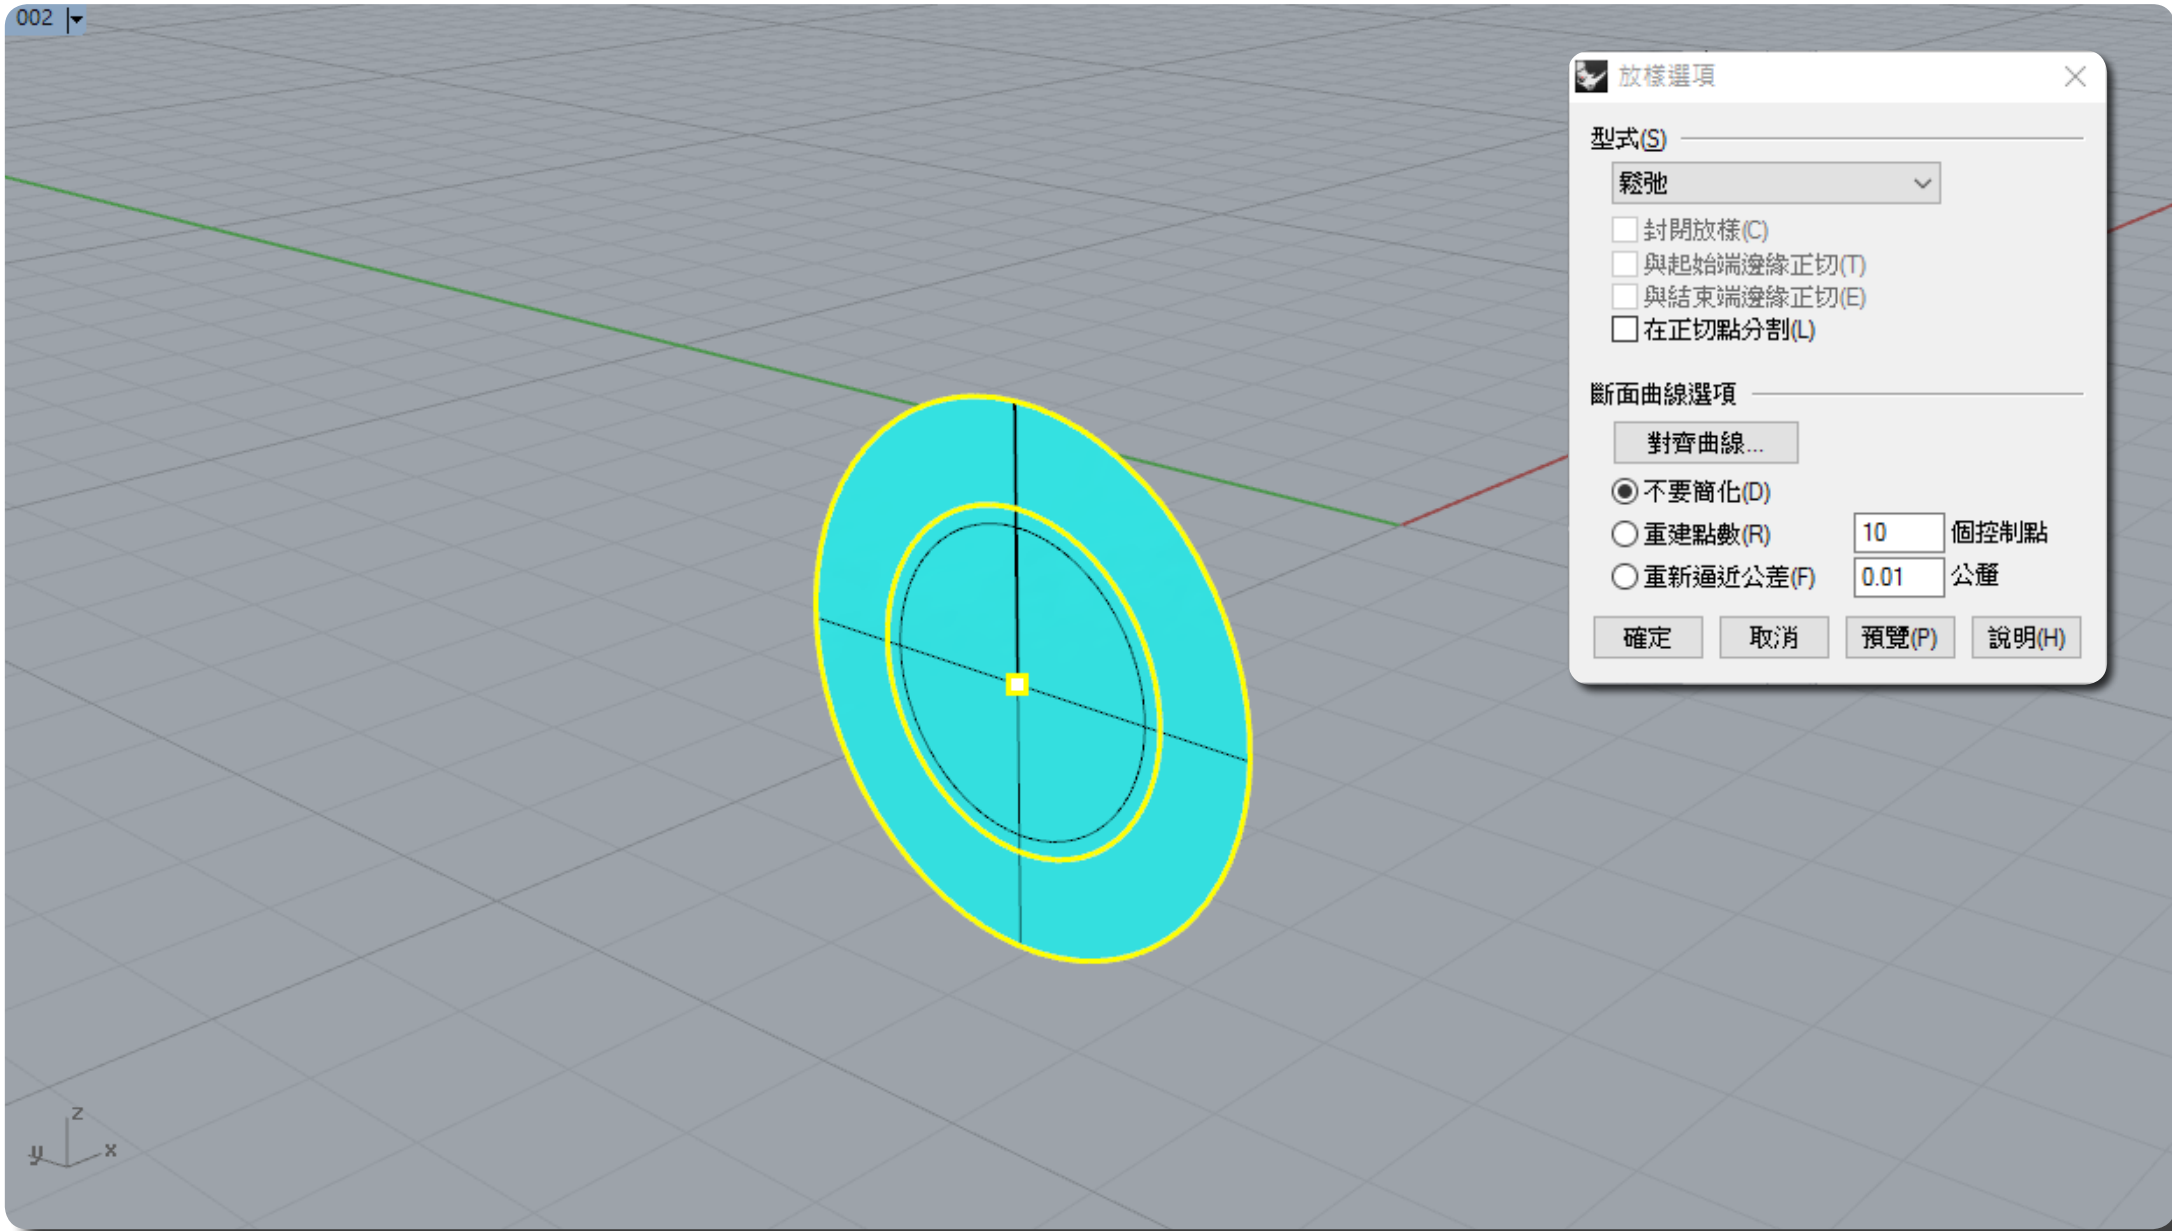 002
放樣選項
型式(S)
鬆弛
封閉放樣(C)
與起始端邊緣正切(T)
與結束端邊緣正切(E)
在正切點分割(L)
斷面曲線選項
對齊曲線...
不要簡化(D)
重建點數(R) 10 個控制點
重新逼近公差(F) 0.01 公釐
確定 取消 預覽(P) 說明(H)
z
y x